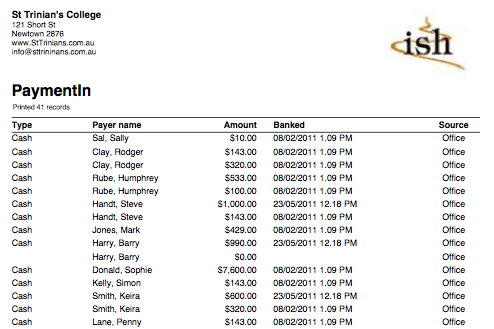 St Trinian's College
121 Short St
Newtown 2876
www.StTrinians.com.au
info@sttrininans.com.au
ish
PaymentIn
Printed 41 records
Type Payer name Amount Banked Source
Cash Sal, Sally $10.00 08/02/2011 1.09 PM Office
Cash Clay, Rodger $143.00 08/02/2011 1.09 PM Office
Cash Clay, Rodger $320.00 08/02/2011 1.09 PM Office
Cash Rube, Humphrey $533.00 08/02/2011 1.09 PM Office
Cash Rube, Humphrey $100.00 08/02/2011 1.09 PM Office
Cash Handt, Steve $1,000.00 23/05/2011 12.18 PM Office
Cash Handt, Steve $143.00 08/02/2011 1.09 PM Office
Cash Jones, Mark $429.00 08/02/2011 1.09 PM Office
Cash Harry, Barry $990.00 23/05/2011 12.18 PM Office
Harry, Barry $0.00 Office
Cash Donald, Sophie $7,600.00 08/02/2011 1.09 PM Office
Cash Kelly, Simon $143.00 08/02/2011 1.09 PM Office
Cash Smith, Keira $600.00 23/05/2011 12.18 PM Office
Cash Smith, Keira $320.00 08/02/2011 1.09 PM Office
Cash Lane, Penny $143.00 08/02/2011 1.09 PM Office